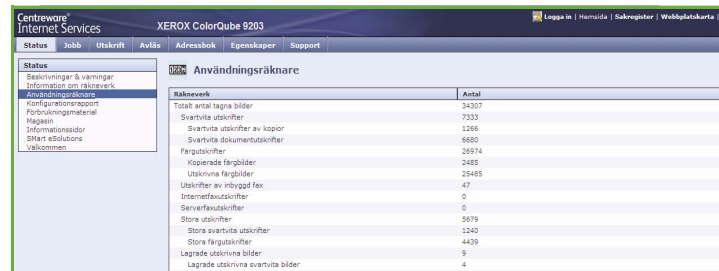 Centreware®
Internet Services
XEROX ColorQube 9203
Logga in | Hemsida | Sakregister | Webbplatskarta |
Status Jobb Utskrift Avläs Adressbok Egenskaper Support
Status
Beskrivningar & varningar
Information om räkneverk
Användningsräknare
Konfigurationsrapport
Förbrukningsmaterial
Magasin
Informationssidor
SMart eSolutions
Välkommen
123 Användningsräknare
Räkneverk Antal
Totalt antal tagna bilder 34307
Svartvita utskrifter 7333
Svartvita utskrifter av kopior 1266
Svartvita dokumentutskrifter 6680
Färgutskrifter 26974
Kopierade färgbilder 2485
Utskrivna färgbilder 25485
Utskrifter av inbyggd fax 47
Internetfaxutskrifter 0
Serverfaxutskrifter 0
Stora utskrifter 5679
Stora svartvita utskrifter 1240
Stora färgutskrifter 4439
Lagrade utskrivna bilder 9
Lagrade utskrivna svartvita bilder 4